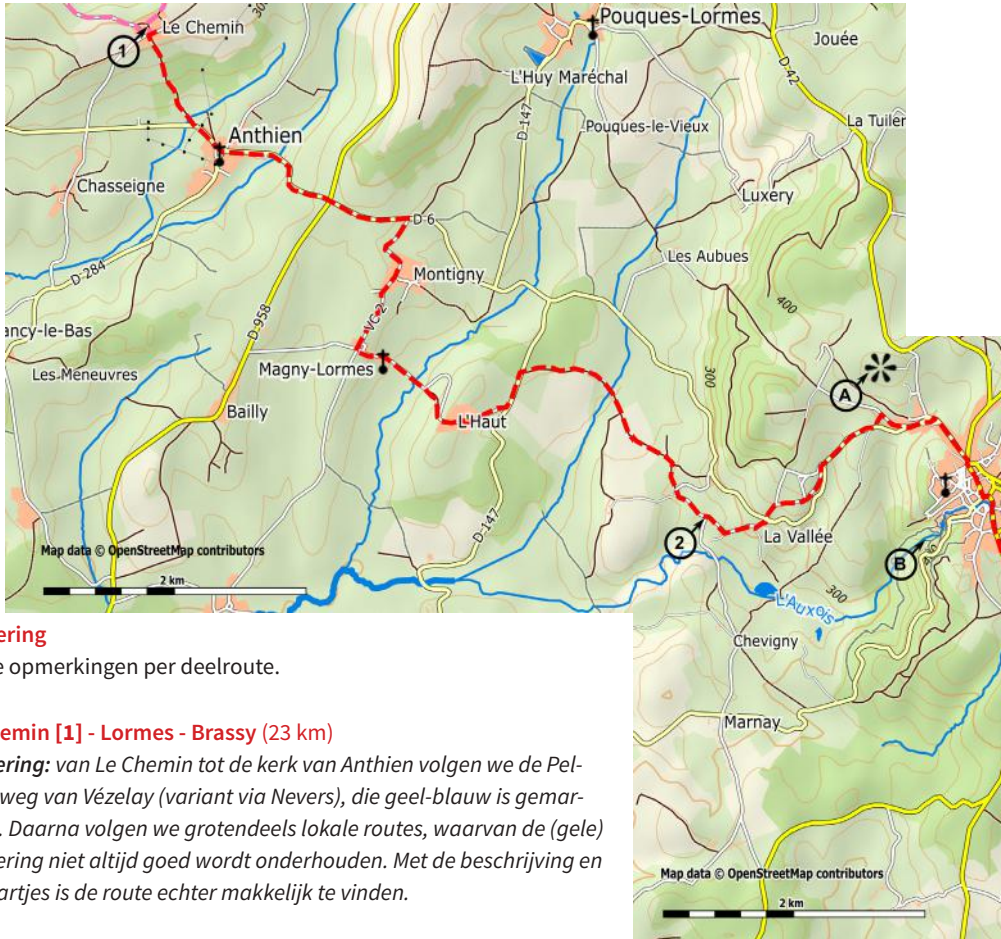 Le Chemin
300
Pouques-Lormes
Jouée
1
L'Huy Maréchal
D-42
Anthien
D-147
Pouques-le-Vieux
La Tuiler
Chasseigne
Luxery
D 6
D-284
Montigny
Les Aubues
400
ancy-le-Bas
D-958
VC 2
Les Meneuvres
Magny-Lormes
300
A
Bailly
L'Haut
D-147
2
La Vallée
B
Map data © OpenStreetMap contributors
2 km
300
L'Auxois
Chevigny
ering
e opmerkingen per deelroute.
Marnay
emin [1] - Lormes - Brassy (23 km)
ering: van Le Chemin tot de kerk van Anthien volgen we de Pel-
weg van Vézelay (variant via Nevers), die geel-blauw is gemar-
. Daarna volgen we grotendeels lokale routes, waarvan de (gele)
ering niet altijd goed wordt onderhouden. Met de beschrijving en
artjes is de route echter makkelijk te vinden.
Map data © OpenStreetMap contributors
2 km